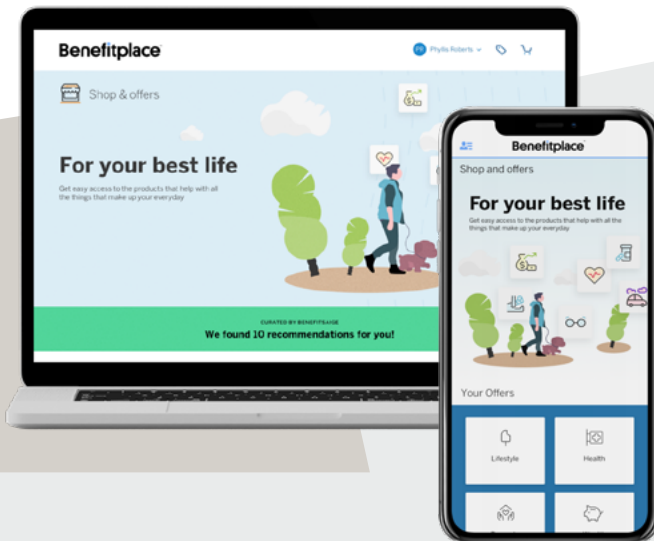 Benefitplace
PR Phyllis Roberts
Shop & offers
For your best life
Get easy access to the products that help with all
the things that make up your everyday
CURATED BY BENEFITSAIGE
We found 10 recommendations for you!
Benefitplace
Shop and offers
For your best life
Get easy access to the products that help with all the
things that make up your everyday
Your Offers
Lifestyle
Health